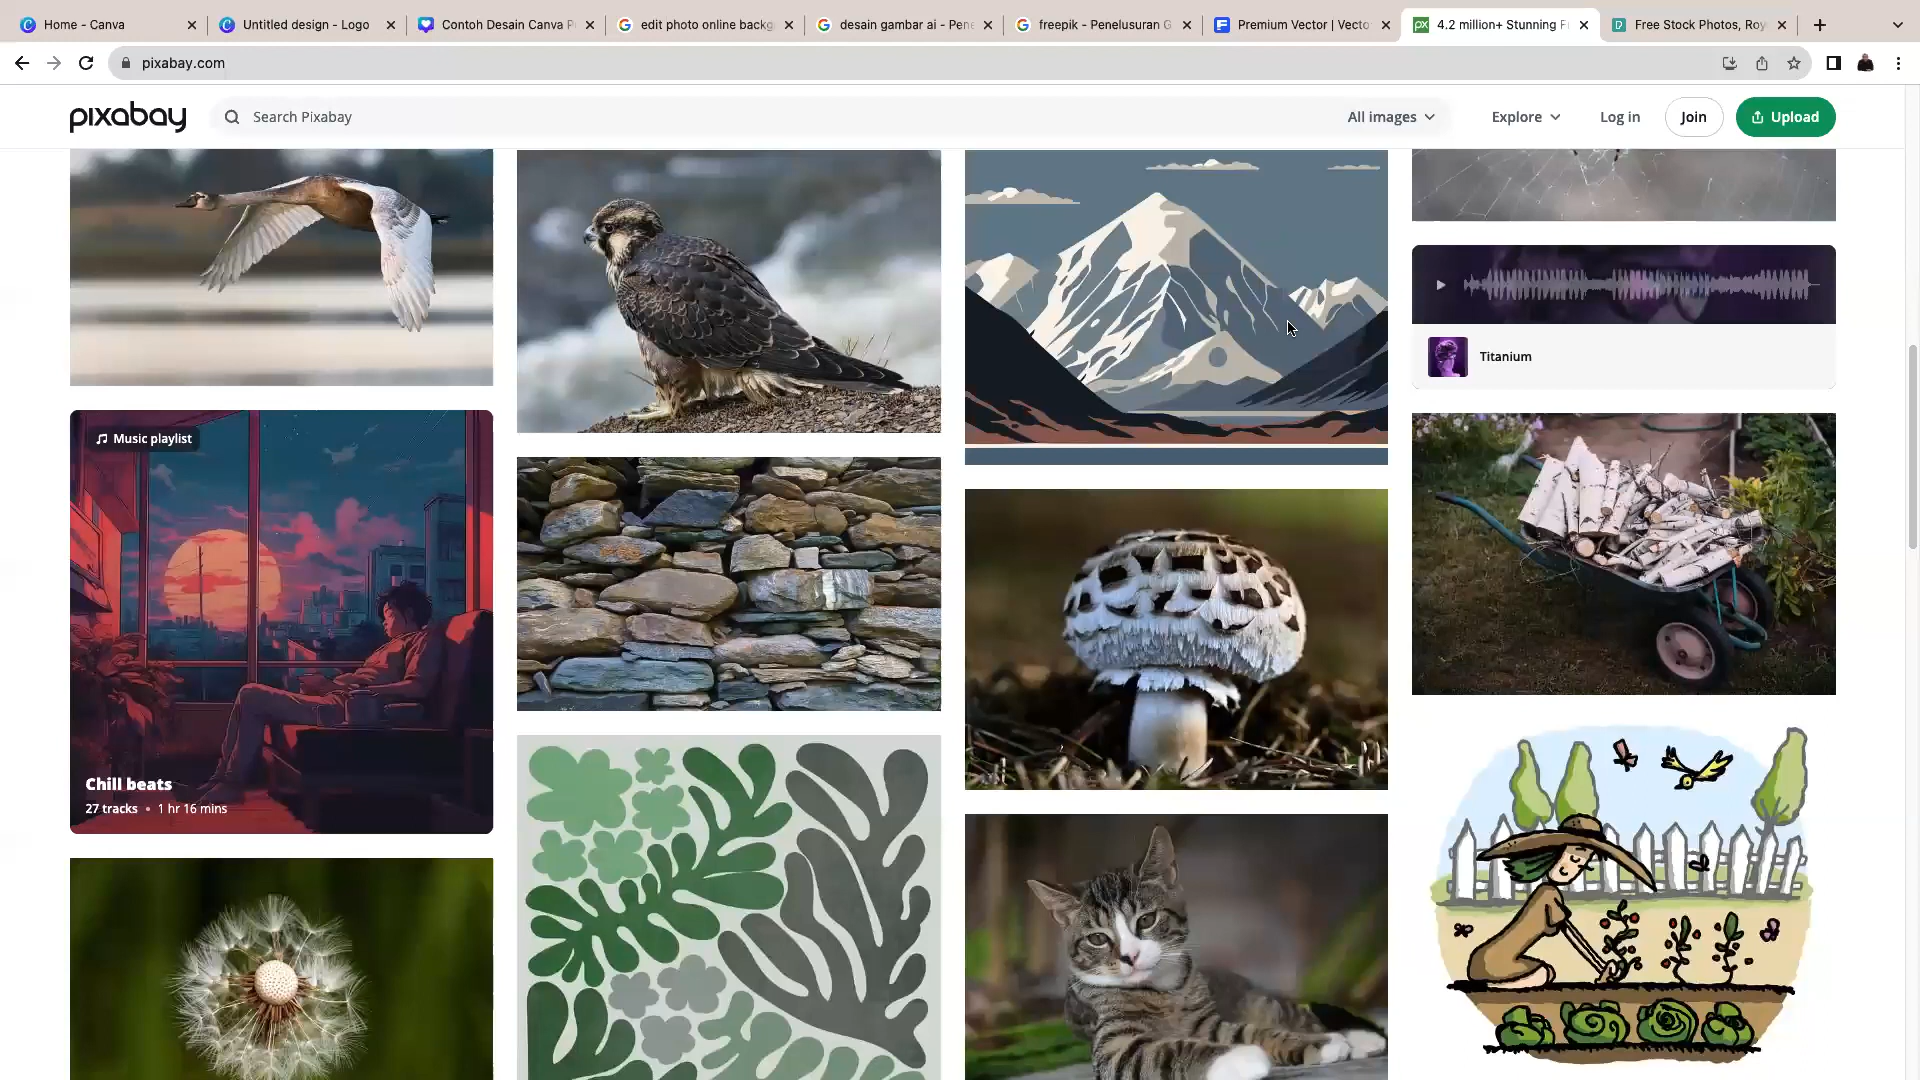 Home - Canva
Untitled design - Logo
Contoh Desain Canva P
edit photo online backg
desain gambar ai - Pene
freepik - Penelusuran G
Premium Vector | Vecto
4.2 million+ Stunning Fr
Free Stock Photos, Roy
pixabay.com
pixabay
Search Pixabay
All images
Explore
Log in
Join
Upload
Titanium
Music playlist
Chill beats
27 tracks • 1 hr 16 mins